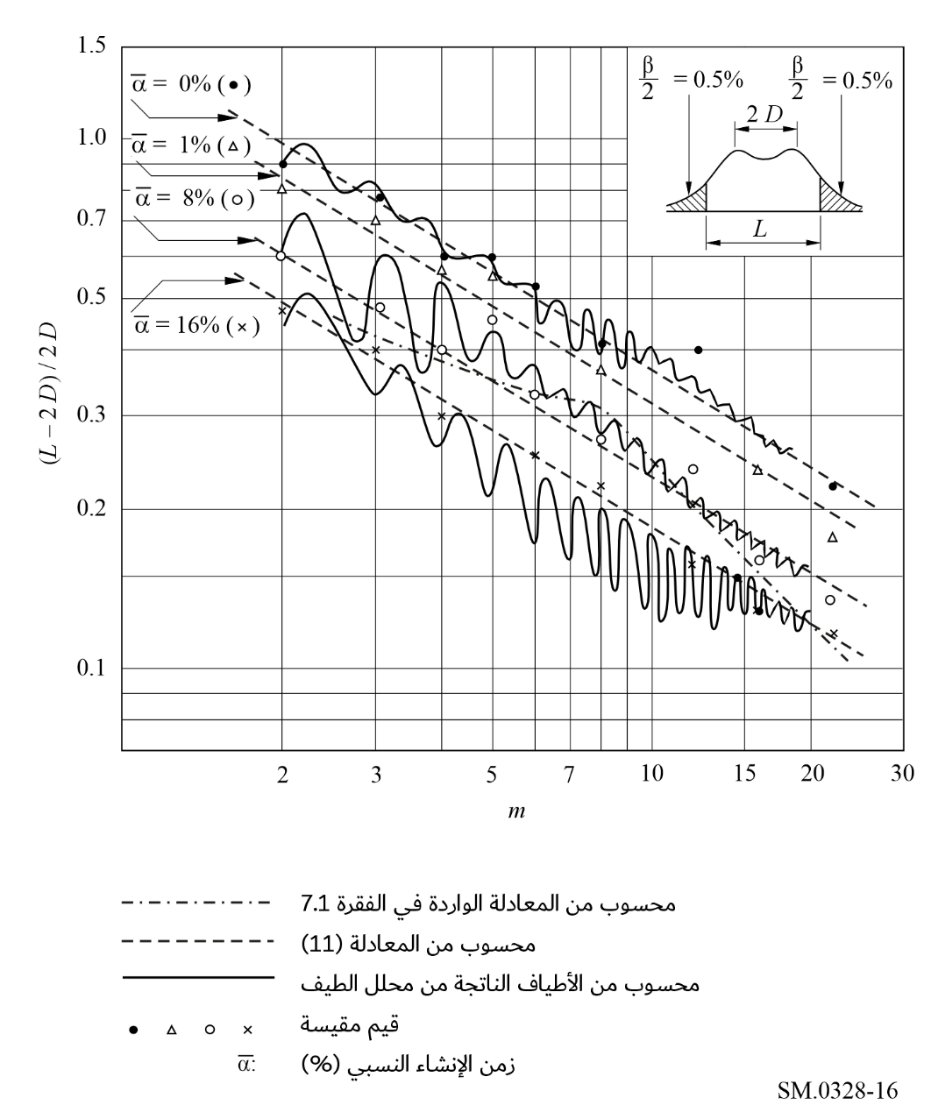 1.5
1.0
0.7
0.5
0.3
0.2
0.1
(L – 2 D) / 2 D
α̅ = 0% (•)
α̅ = 1% (△)
α̅ = 8% (○)
α̅ = 16% (×)
β/2 = 0.5% β/2 = 0.5%
2 D
L
2 3 5 7 10 15 20 30
m
محسوب من المعادلة الواردة في الفقرة 7.1
محسوب من المعادلة (11)
محسوب من الأطياف الناتجة من محلل الطيف
• △ ○ × قيم مقيسة
α̅: زمن الإنشاء النسبي (%)
SM.0328-16